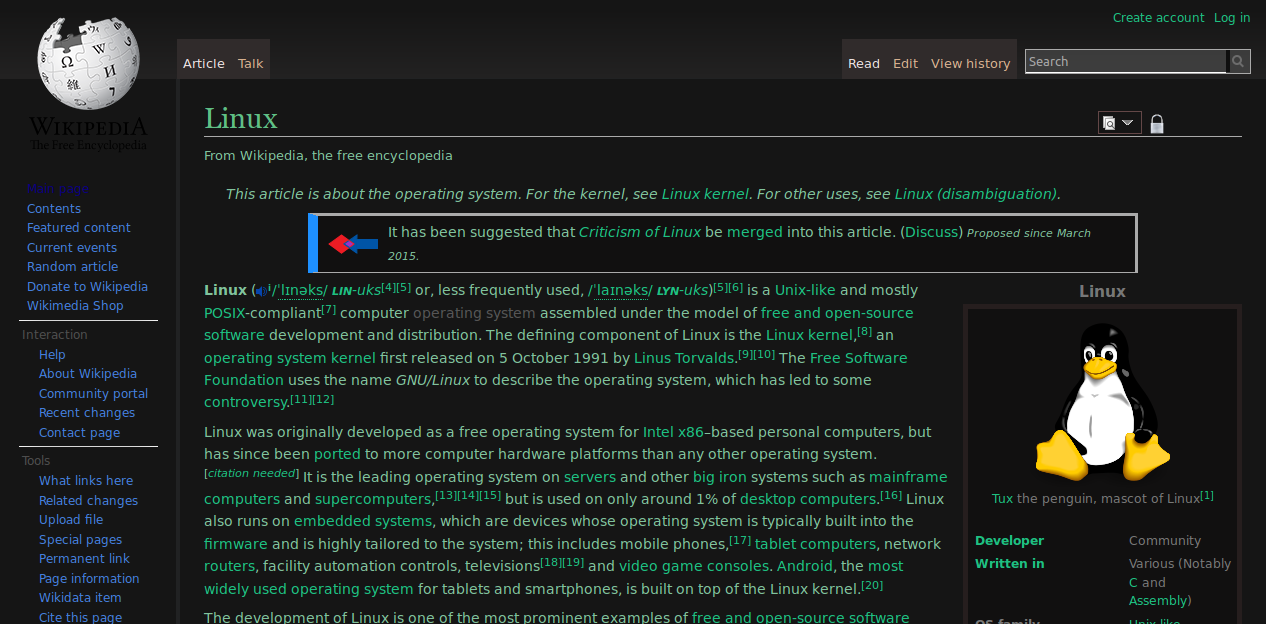 Create account Log in
Article Talk
Read Edit View history
Search
Ω W И 維
WIKIPEDIA
The Free Encyclopedia
Main page
Contents
Featured content
Current events
Random article
Donate to Wikipedia
Wikimedia Shop
Interaction
Help
About Wikipedia
Community portal
Recent changes
Contact page
Tools
What links here
Related changes
Upload file
Special pages
Permanent link
Page information
Wikidata item
Cite this page
Linux
From Wikipedia, the free encyclopedia
This article is about the operating system. For the kernel, see Linux kernel. For other uses, see Linux (disambiguation).
It has been suggested that Criticism of Linux be merged into this article. (Discuss) Proposed since March
2015.
Linux (/ˈlɪnəks/ LIN-uks[4][5] or, less frequently used, /ˈlaɪnəks/ LYN-uks)[5][6] is a Unix-like and mostly
POSIX-compliant[7] computer operating system assembled under the model of free and open-source
software development and distribution. The defining component of Linux is the Linux kernel,[8] an
operating system kernel first released on 5 October 1991 by Linus Torvalds.[9][10] The Free Software
Foundation uses the name GNU/Linux to describe the operating system, which has led to some
controversy.[11][12]
Linux was originally developed as a free operating system for Intel x86–based personal computers, but
has since been ported to more computer hardware platforms than any other operating system.
[citation needed] It is the leading operating system on servers and other big iron systems such as mainframe
computers and supercomputers,[13][14][15] but is used on only around 1% of desktop computers.[16] Linux
also runs on embedded systems, which are devices whose operating system is typically built into the
firmware and is highly tailored to the system; this includes mobile phones,[17] tablet computers, network
routers, facility automation controls, televisions[18][19] and video game consoles. Android, the most
widely used operating system for tablets and smartphones, is built on top of the Linux kernel.[20]
The development of Linux is one of the most prominent examples of free and open-source software
Linux
Tux the penguin, mascot of Linux[1]
Developer Community
Written in Various (Notably
C and
Assembly)
OS family Unix-like